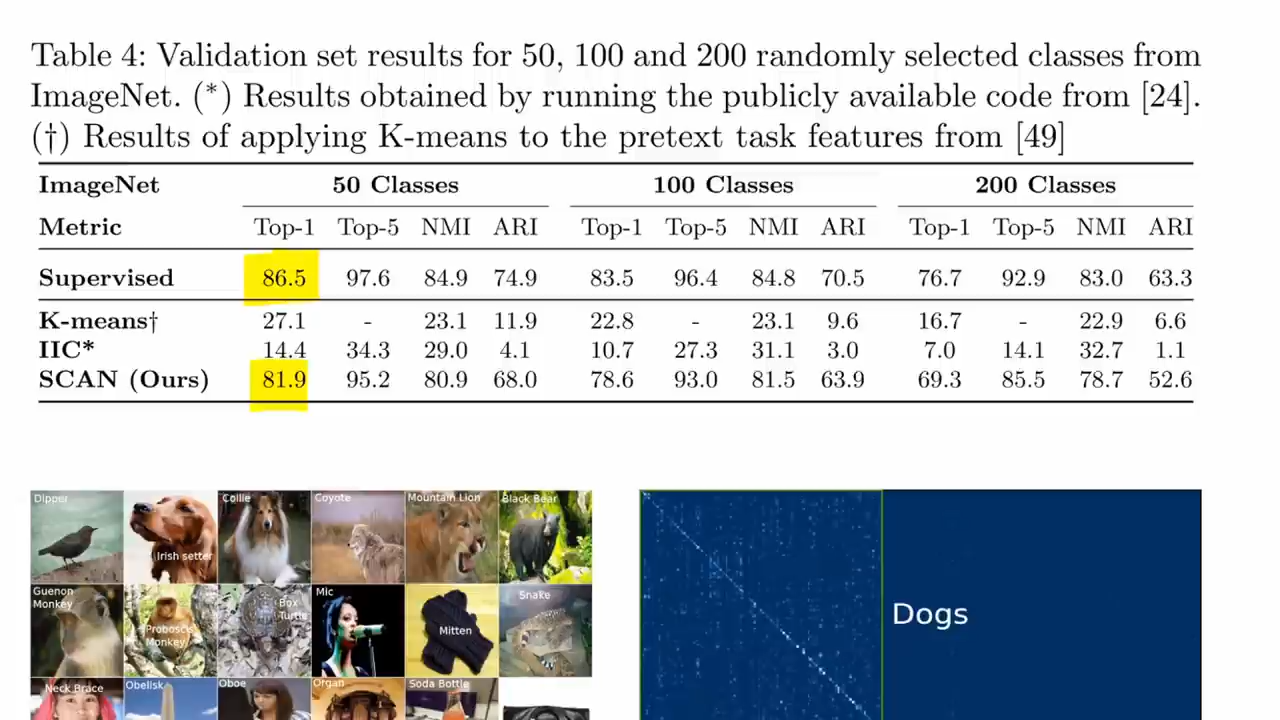 Table 4: Validation set results for 50, 100 and 200 randomly selected classes from
ImageNet. (*) Results obtained by running the publicly available code from [24].
(†) Results of applying K-means to the pretext task features from [49]
ImageNet 50 Classes 100 Classes 200 Classes
Metric Top-1 Top-5 NMI ARI Top-1 Top-5 NMI ARI Top-1 Top-5 NMI ARI
Supervised 86.5 97.6 84.9 74.9 83.5 96.4 84.8 70.5 76.7 92.9 83.0 63.3
K-means† 27.1 - 23.1 11.9 22.8 - 23.1 9.6 16.7 - 22.9 6.6
IIC* 14.4 34.3 29.0 4.1 10.7 27.3 31.1 3.0 7.0 14.1 32.7 1.1
SCAN (Ours) 81.9 95.2 80.9 68.0 78.6 93.0 81.5 63.9 69.3 85.5 78.7 52.6
Dipper
Irish setter
Collie
Coyote
Mountain Lion
Black Bear
Guenon
Monkey
Proboscis
Monkey
Box
Turtle
Mic
Mitten
Snake
Neck Brace
Obelisk
Oboe
Organ
Soda Bottle
Dogs